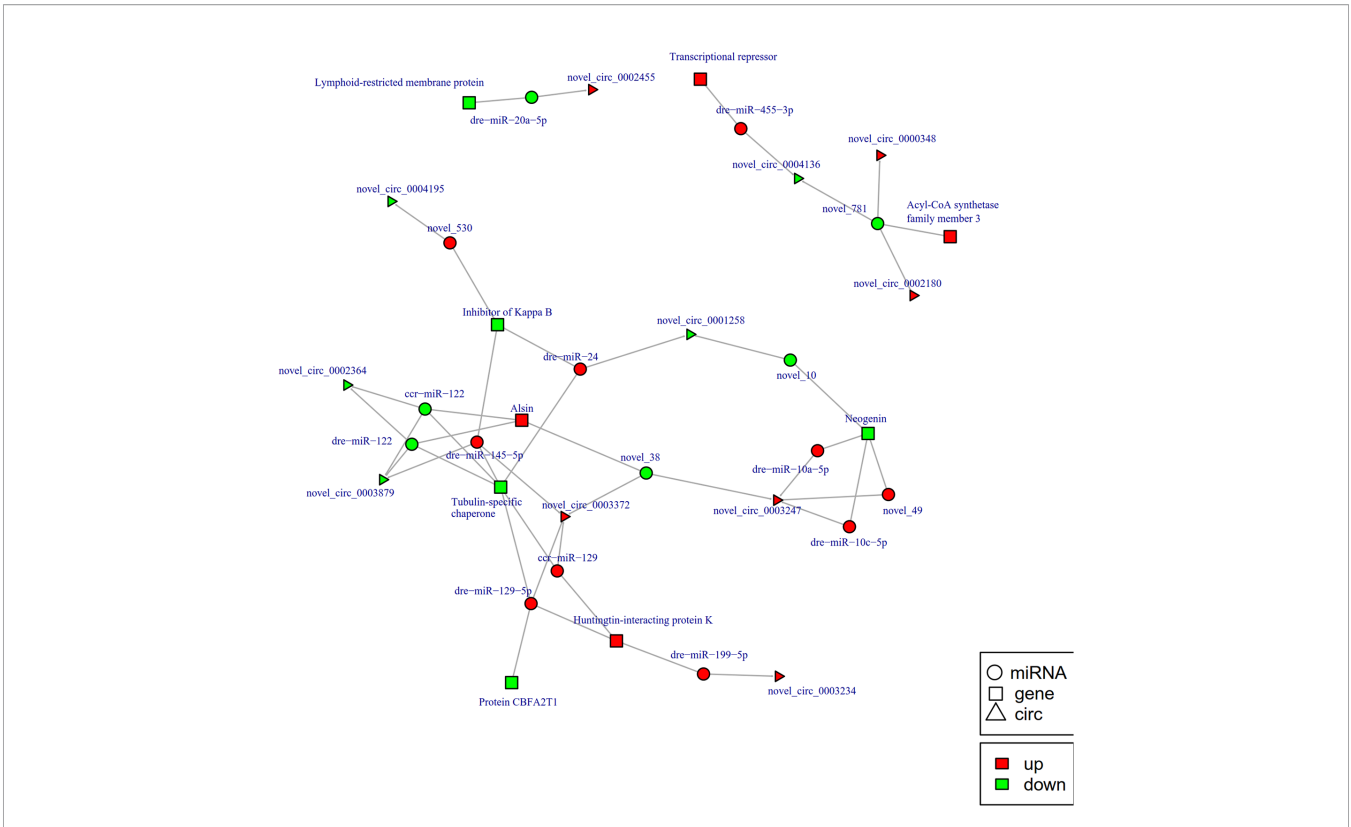 Transcriptional repressor
novel_circ_0002455
Lymphoid-restricted membrane protein
dre−miR−20a−5p
dre−miR−455−3p
novel_circ_0000348
novel_circ_0004136
novel_circ_0004195
novel_781
Acyl-CoA synthetase
family member 3
novel_530
novel_circ_0002180
Inhibitor of Kappa B
novel_circ_0001258
dre−miR−24
novel_circ_0002364
novel_10
ccr−miR−122
Alsin
Neogenin
dre−miR−122
dre−miR−145−5p
novel_38
dre−miR−10a−5p
novel_circ_0003879
Tubulin-specific
chaperone
novel_circ_0003372
novel_circ_0003247
novel_49
dre−miR−10c−5p
ccr−miR−129
dre−miR−129−5p
Huntingtin-interacting protein K
dre−miR−199−5p
novel_circ_0003234
Protein CBFA2T1
miRNA
gene
circ
up
down